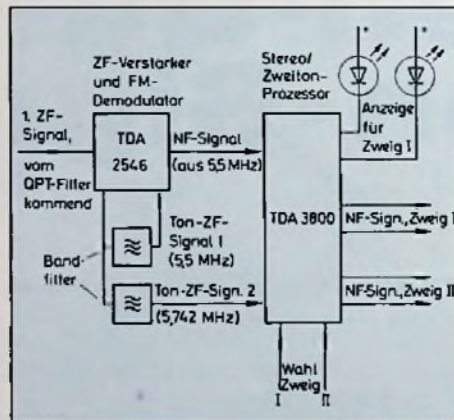 ZF-Verstärker
und FM-
Demodulator
Stereo/
Zweiton-
Prozessor
1. ZF-
Signal,
vom
QPT-Filter
kommend
TDA
2546
NF-Signal
(aus 5,5 MHz)
Anzeige
für
Zweig I
TDA 3800
Ton-ZF-
Signal 1
(5,5 MHz)
Band-
filter
Ton-ZF-Sign. 2
(5,742 MHz)
NF-Sign., Zweig I
NF-Sign., Zweig II
Wahl
Zweig
I II